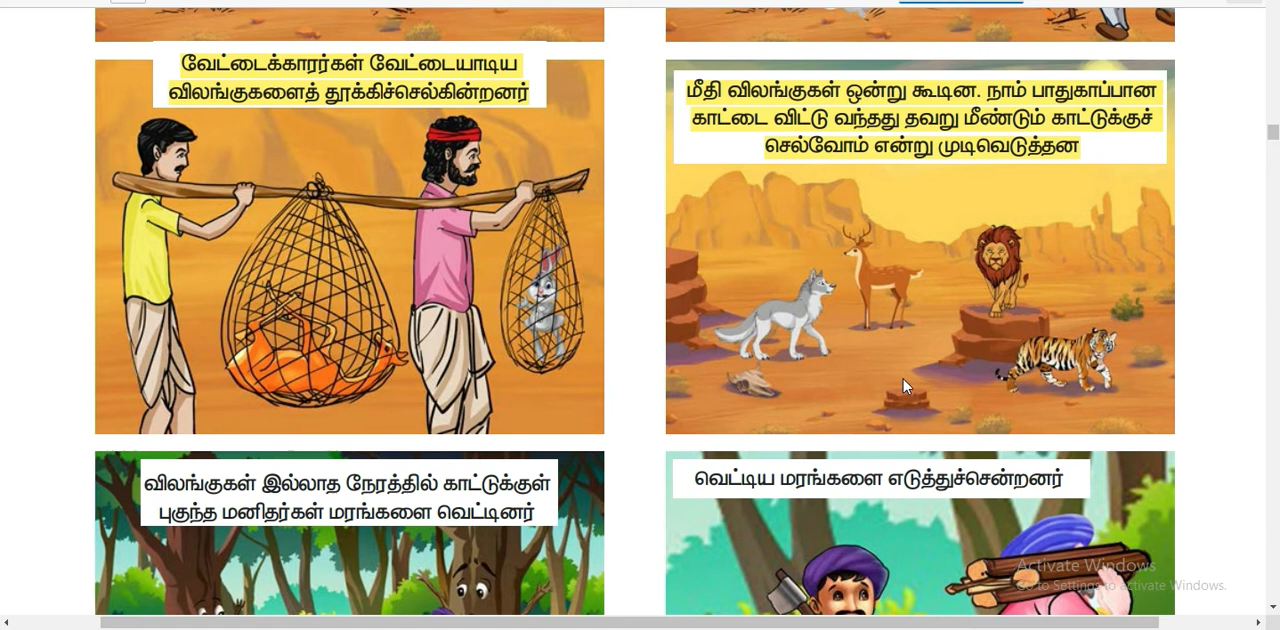 வேட்டைக்காரர்கள் வேட்டையாடிய
விலங்குகளைத் தூக்கிச்செல்கின்றனர்
மீதி விலங்குகள் ஒன்று கூடின. நாம் பாதுகாப்பான
காட்டை விட்டு வந்தது தவறு மீண்டும் காட்டுக்குச்
செல்வோம் என்று முடிவெடுத்தன
விலங்குகள் இல்லாத நேரத்தில் காட்டுக்குள்
புகுந்த மனிதர்கள் மரங்களை வெட்டினர்
வெட்டிய மரங்களை எடுத்துச்சென்றனர்
Activate Windows
Go to Settings to activate Windows.